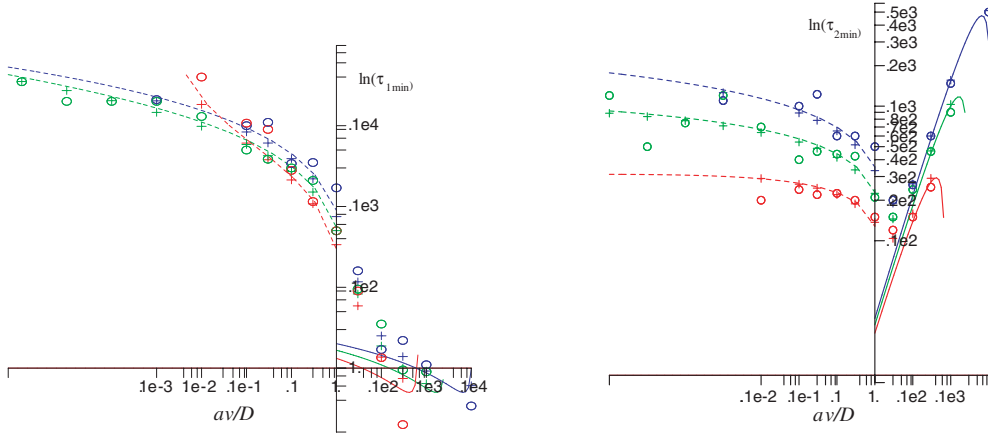 ln(τ1min)
.1e4
.1e3
.1e2
1.
1e-3 .1e-2 .1e-1 .1 1. .1e2 .1e3 .1e4
av/D
ln(τ2min)
.5e3
.4e3
.3e3
.2e3
.1e3
.8e2
.6e2
.5e2
.4e2
.3e2
.2e2
.1e2
.1e-2 .1e-1 .1 1. .1e2 .1e3
av/D